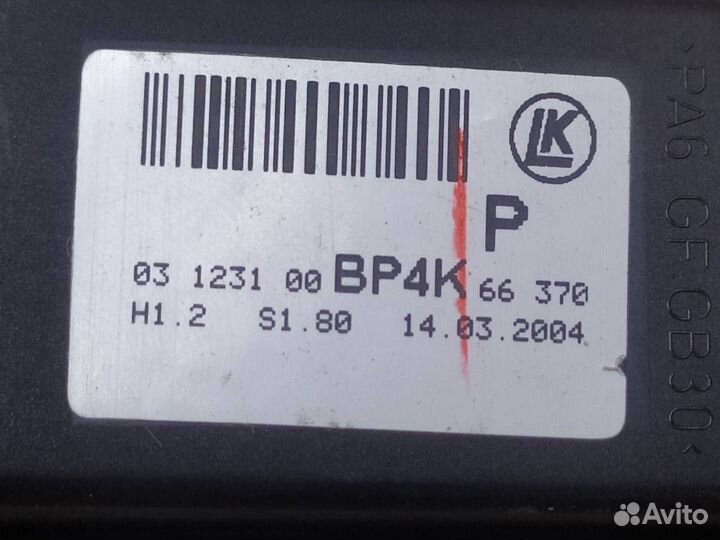 LK
P
03 1231 00 BP4K 66 370
H1.2 S1.80 14.03.2004
>PA6 GF GB30<
Avito